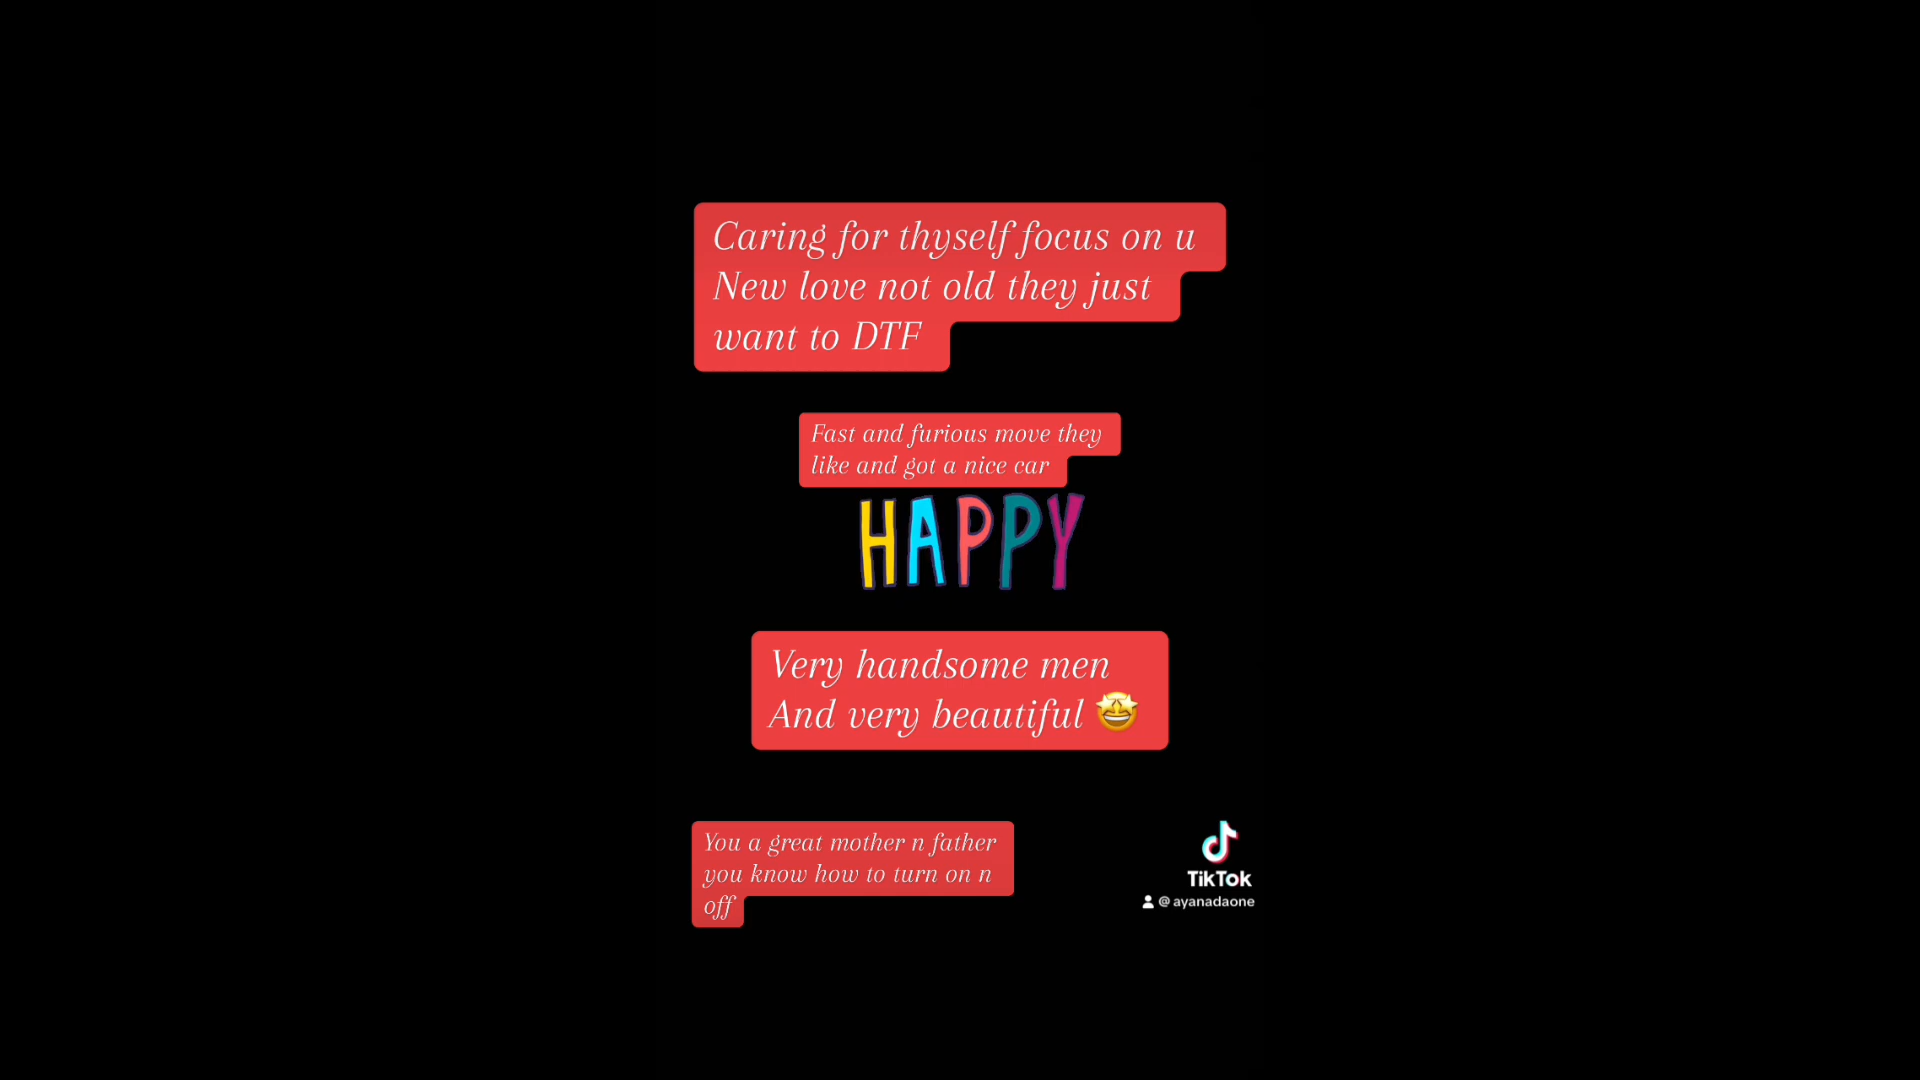 Caring for thyself focus on u
New love not old they just
want to DTF
Fast and furious move they
like and got a nice car
HAPPY
Very handsome men
And very beautiful 🤩
You a great mother n father
you know how to turn on n
off
TikTok
@ayanadaone